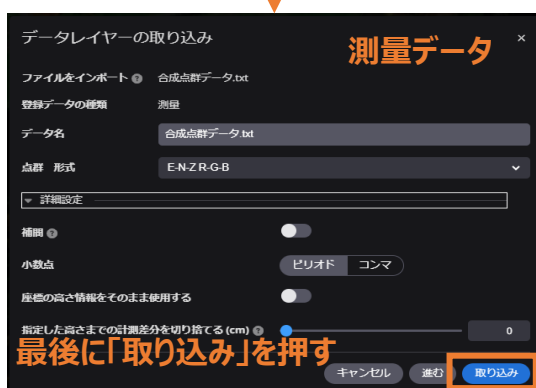 データレイヤーの取り込み
測量データ
×
ファイルをインポート ? 合成点群データ.txt
登録データの種類 測量
データ名 合成点群データ.txt
点群 形式 E-N-Z R-G-B
詳細設定
補間 ?
小数点 ピリオド コンマ
座標の高さ情報をそのまま使用する
指定した高さまでの計測差分を切り捨てる (cm) ? 0
最後に「取り込み」を押す
キャンセル 進む 取り込み